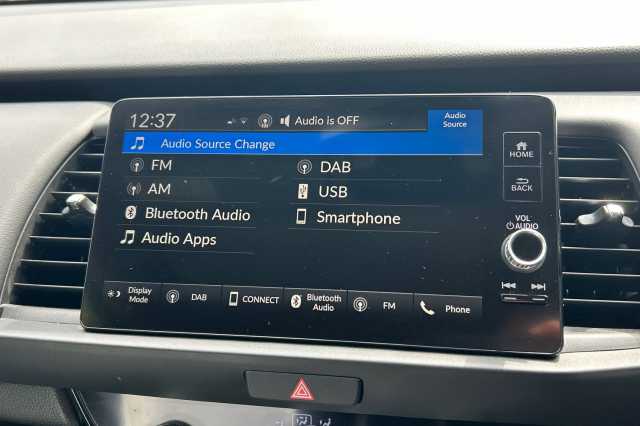 12:37
Audio is OFF
Audio
Source
Audio Source Change
FM
DAB
AM
USB
Bluetooth Audio
Smartphone
Audio Apps
HOME
BACK
VOL
AUDIO
Display
Mode
DAB
CONNECT
Bluetooth
Audio
FM
Phone